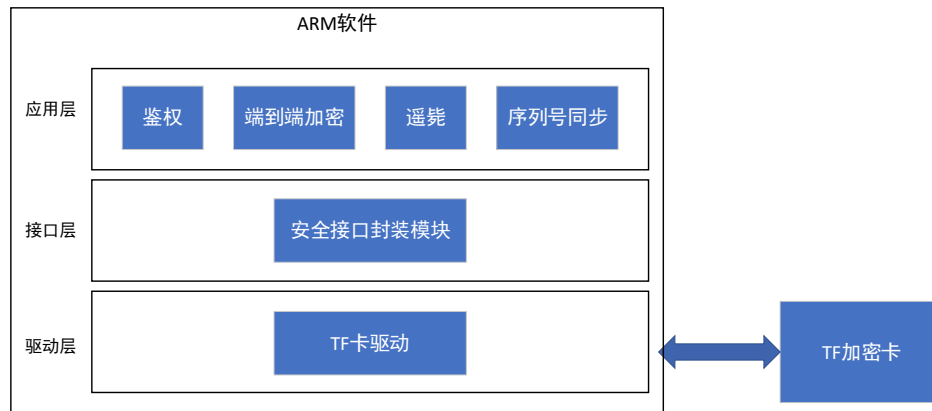 ARM软件
应用层
鉴权
端到端加密
遥毙
序列号同步
接口层
安全接口封装模块
驱动层
TF卡驱动
TF加密卡